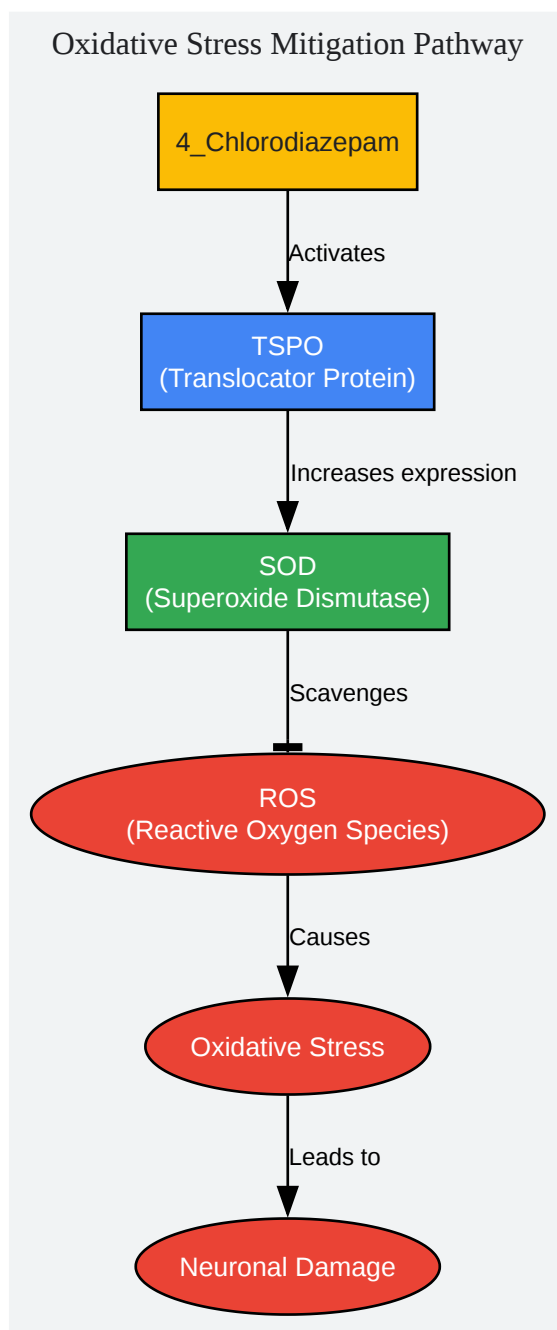 Oxidative Stress Mitigation Pathway
4_Chlorodiazepam
Activates
TSPO
(Translocator Protein)
Increases expression
SOD
(Superoxide Dismutase)
Scavenges
ROS
(Reactive Oxygen Species)
Causes
Oxidative Stress
Leads to
Neuronal Damage